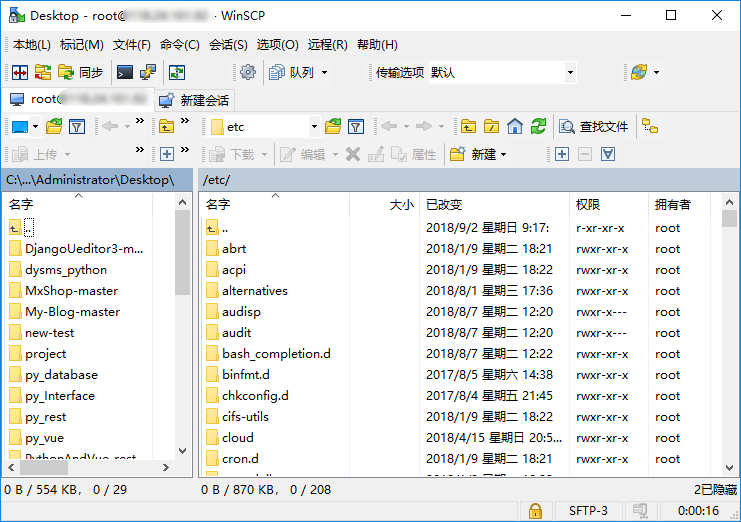 Desktop - root@ - WinSCP
本地(L) 标记(M) 文件(F) 命令(C) 会话(S) 选项(O) 远程(R) 帮助(H)
同步 队列 传输选项 默认
root@ 新建会话
etc 查找文件
上传 下载 编辑 属性 新建
C:\...\Administrator\Desktop\ /etc/
名字 名字 大小 已改变 权限 拥有者
.. .. 2018/9/2 星期日 9:17: r-xr-xr-x root
DjangoUeditor3-m... abrt 2018/1/9 星期二 18:21 rwxr-xr-x root
dysms_python acpi 2018/1/9 星期二 18:22 rwxr-xr-x root
MxShop-master alternatives 2018/8/1 星期三 17:36 rwxr-xr-x root
My-Blog-master audisp 2018/8/7 星期二 12:20 rwxr-x--- root
new-test audit 2018/8/7 星期二 12:20 rwxr-x--- root
project bash_completion.d 2018/8/7 星期二 12:22 rwxr-xr-x root
py_database binfmt.d 2017/8/5 星期六 14:38 rwxr-xr-x root
py_Interface chkconfig.d 2017/8/4 星期五 21:45 rwxr-xr-x root
py_rest cifs-utils 2018/1/9 星期二 18:22 rwxr-xr-x root
py_vue cloud 2018/4/15 星期日 20:5... rwxr-xr-x root
PythonAndVue_rest cron.d 2018/1/9 星期二 18:21 rwxr-xr-x root
0 B / 554 KB， 0 / 29 0 B / 870 KB， 0 / 208 2已隐藏
SFTP-3 0:00:16